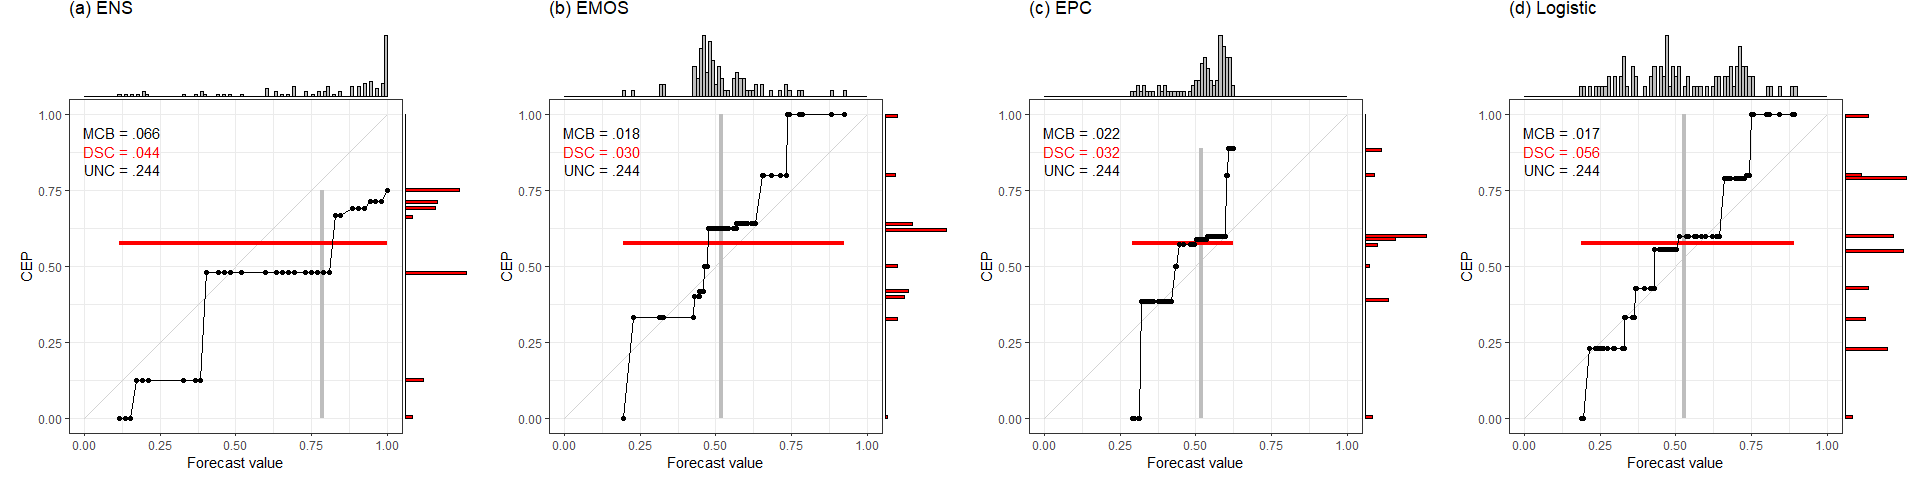 (a) ENS
MCB = .066
DSC = .044
UNC = .244
1.00
0.75
0.50
0.25
0.00
CEP
0.00 0.25 0.50 0.75 1.00
Forecast value
(b) EMOS
MCB = .018
DSC = .030
UNC = .244
1.00
0.75
0.50
0.25
0.00
CEP
0.00 0.25 0.50 0.75 1.00
Forecast value
(c) EPC
MCB = .022
DSC = .032
UNC = .244
1.00
0.75
0.50
0.25
0.00
CEP
0.00 0.25 0.50 0.75 1.00
Forecast value
(d) Logistic
MCB = .017
DSC = .056
UNC = .244
1.00
0.75
0.50
0.25
0.00
CEP
0.00 0.25 0.50 0.75 1.00
Forecast value